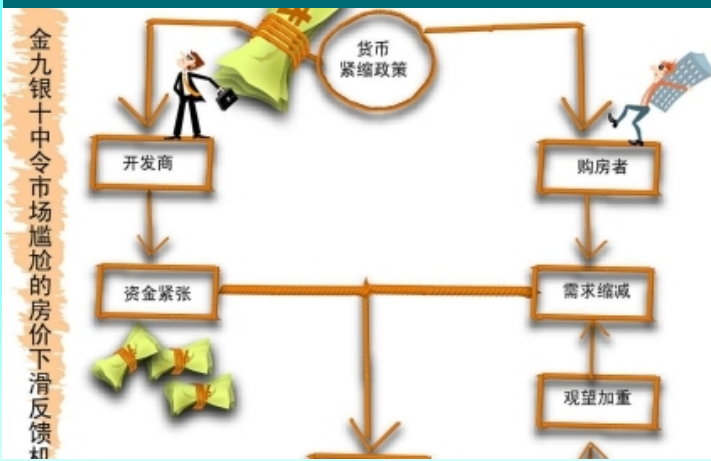 金九银十中令市场尴尬的房价下滑反馈机
货币
紧缩政策
开发商
购房者
资金紧张
需求缩减
观望加重